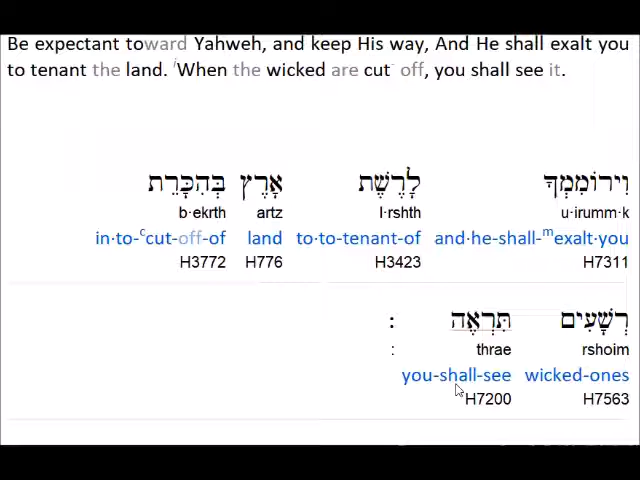 Be expectant toward Yahweh, and keep His way, And He shall exalt you
to tenant the land. iWhen the wicked are cut- off, you shall see it.
וִירוֹמִמְךָ לָרֶשֶׁת אָרֶץ בְּהִכָּרֵת
u·irumm·k l·rshth artz b·ekrth
and·he-shall-mexalt·you to·to-tenant-of land in·to-ccut-off-of
H7311 H3423 H776 H3772
רְשָׁעִים תִּרְאֶה :
rshoim thrae :
wicked-ones you-shall-see
H7563 H7200